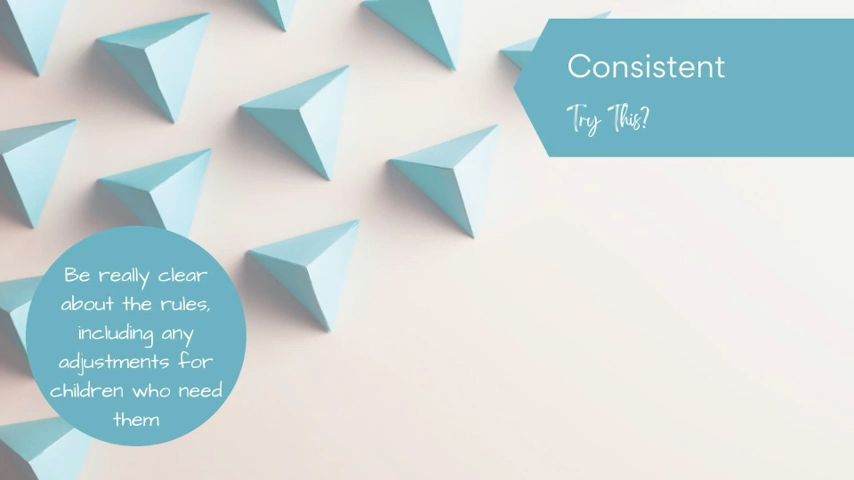 Consistent
Try This?
Be really clear
about the rules,
including any
adjustments for
children who need
them